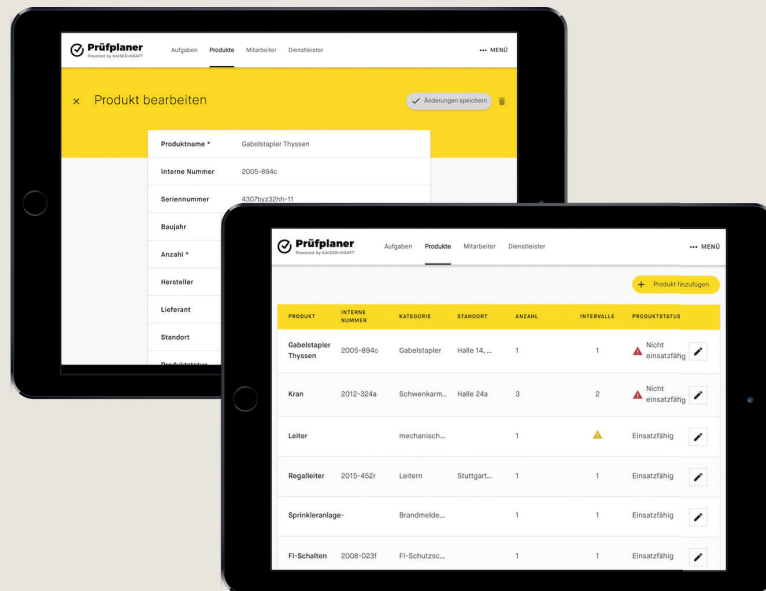 Prüfplaner
Powered by KAISER+KRAFT
Aufgaben Produkte Mitarbeiter Dienstleister
••• MENÜ
× Produkt bearbeiten
Änderungen speichern
Produktname * Gabelstapler Thyssen
Interne Nummer 2005-894c
Seriennummer 4307byz32hh-11
Baujahr
Anzahl *
Hersteller
Lieferant
Standort
Produktstatus
Prüfplaner
Powered by KAISER+KRAFT
Aufgaben Produkte Mitarbeiter Dienstleister
••• MENÜ
+ Produkt hinzufügen
PRODUKT INTERNE NUMMER KATEGORIE STANDORT ANZAHL INTERVALLE PRODUKTSTATUS
Gabelstapler Thyssen 2005-894c Gabelstapler Halle 14, ... 1 1 Nicht einsatzfähig
Kran 2012-324a Schwenkarm... Halle 24a 3 2 Nicht einsatzfähig
Leiter mechanisch... 1 Einsatzfähig
Regalleiter 2015-452r Leitern Stuttgart... 1 1 Einsatzfähig
Sprinkleranlage- Brandmelde... 1 1 Einsatzfähig
FI-Schalten 2008-023f FI-Schutzsc... 1 1 Einsatzfähig